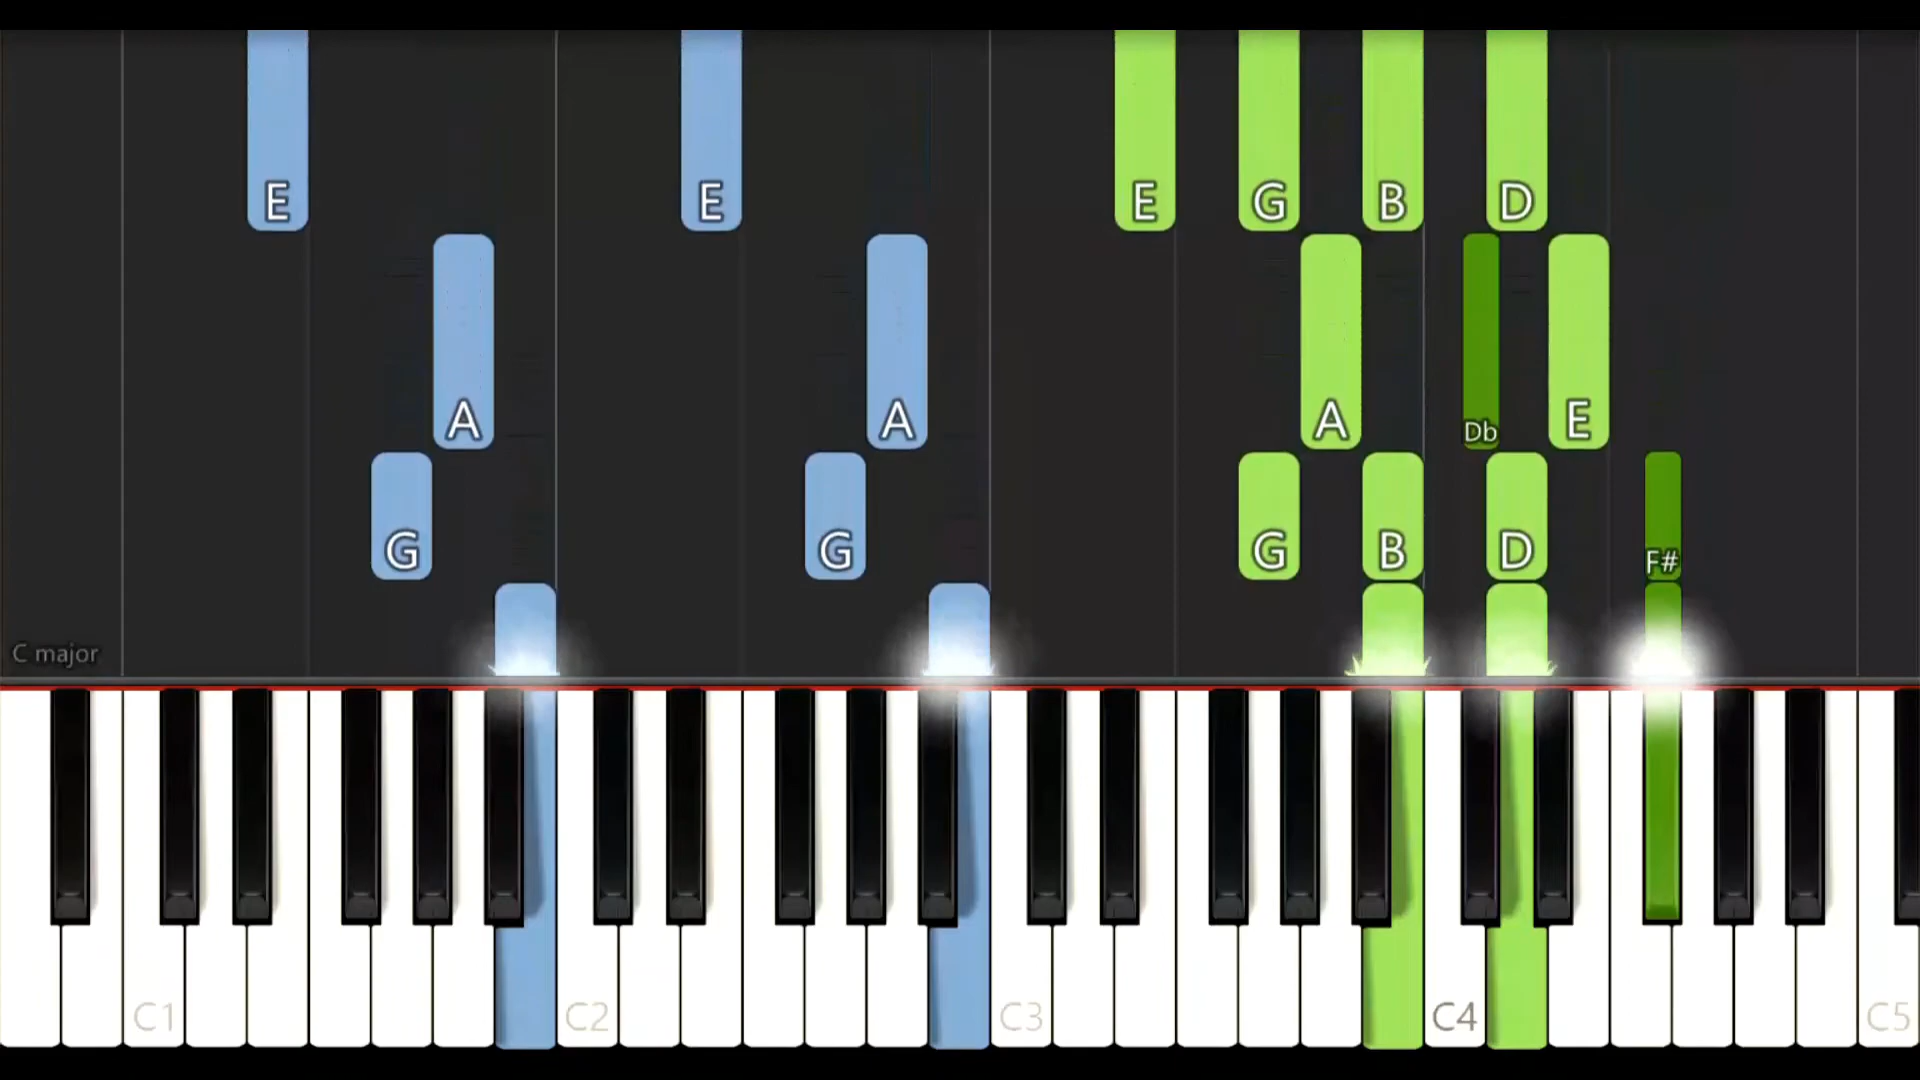 E E E G B D
A A A Db E
G G G B D F#
C major
C1 C2 C3 C4 C5